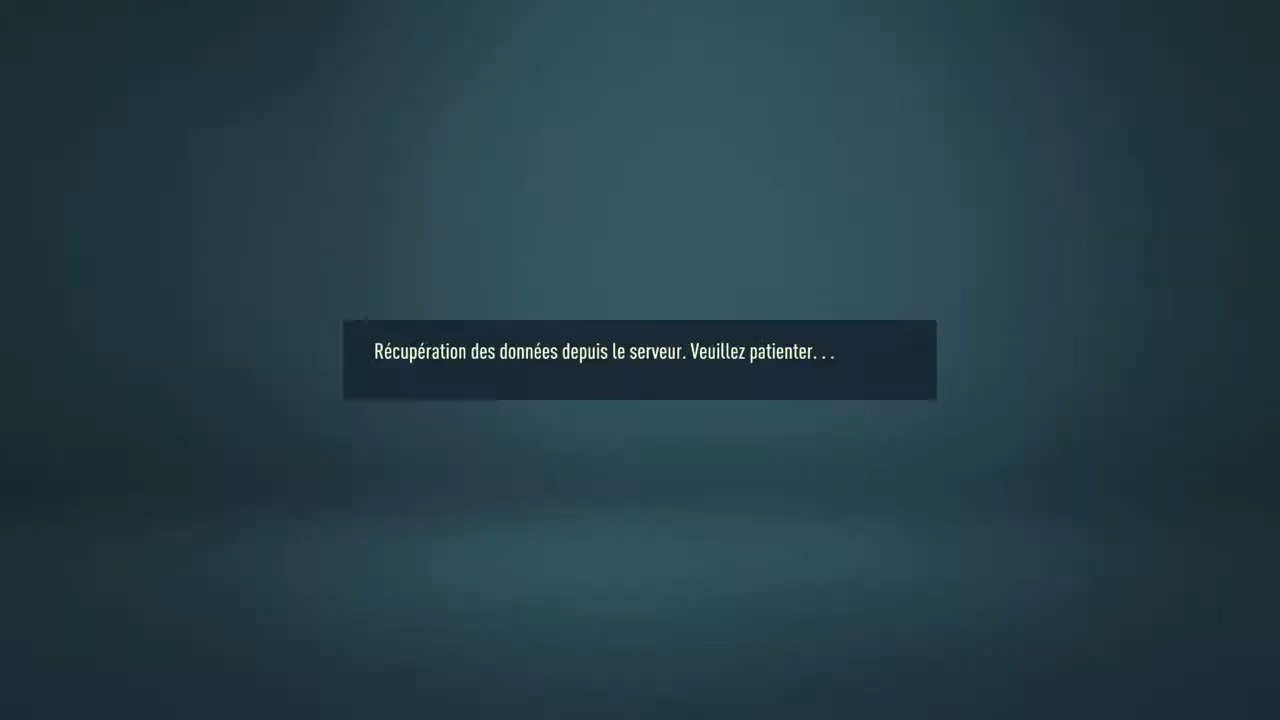 Récupération des données depuis le serveur. Veuillez patienter. . .